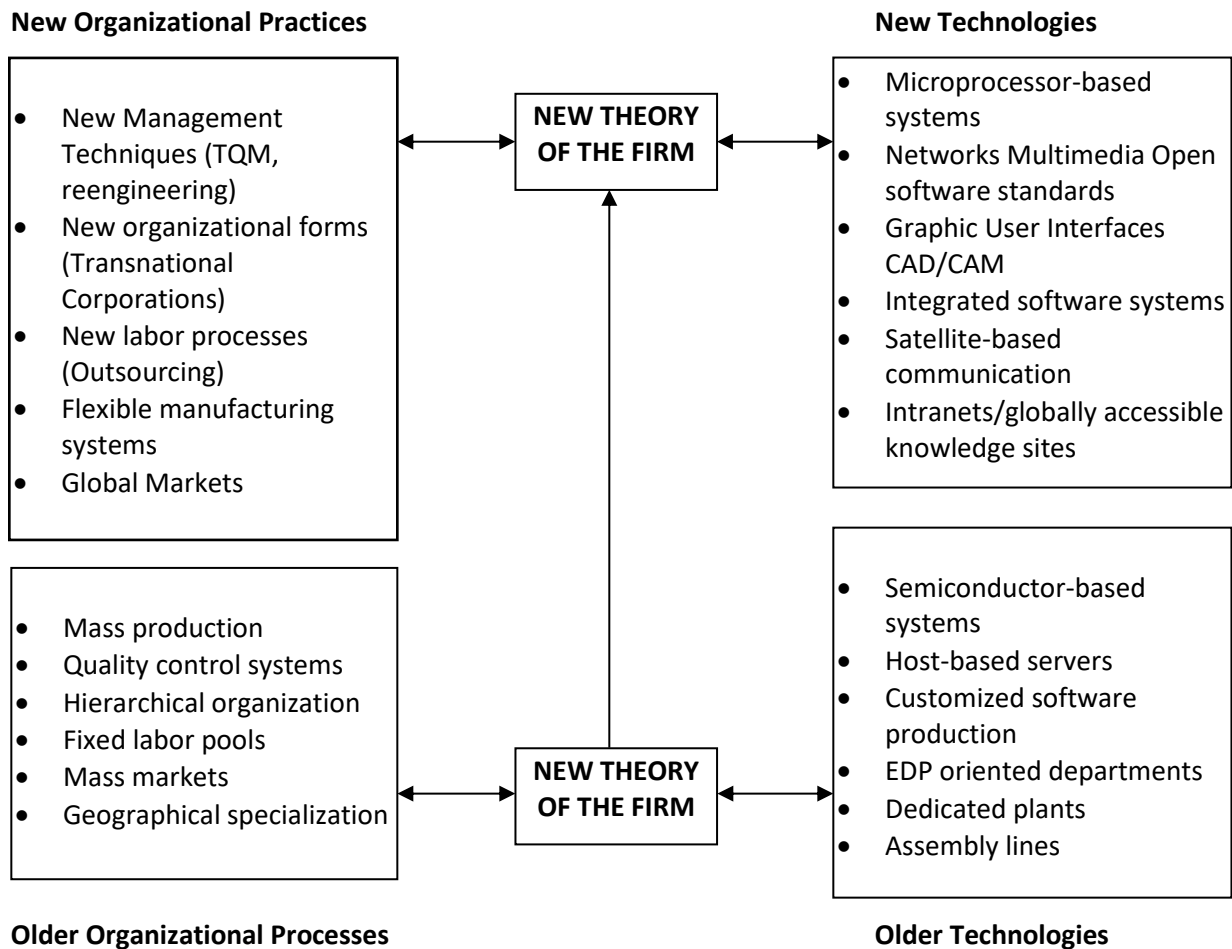 New Organizational Practices
New Technologies
• New Management
Techniques (TQM,
reengineering)
• New organizational forms
(Transnational
Corporations)
• New labor processes
(Outsourcing)
• Flexible manufacturing
systems
• Global Markets
NEW THEORY
OF THE FIRM
• Microprocessor-based
systems
• Networks Multimedia Open
software standards
• Graphic User Interfaces
CAD/CAM
• Integrated software systems
• Satellite-based
communication
• Intranets/globally accessible
knowledge sites
• Mass production
• Quality control systems
• Hierarchical organization
• Fixed labor pools
• Mass markets
• Geographical specialization
NEW THEORY
OF THE FIRM
• Semiconductor-based
systems
• Host-based servers
• Customized software
production
• EDP oriented departments
• Dedicated plants
• Assembly lines
Older Organizational Processes
Older Technologies